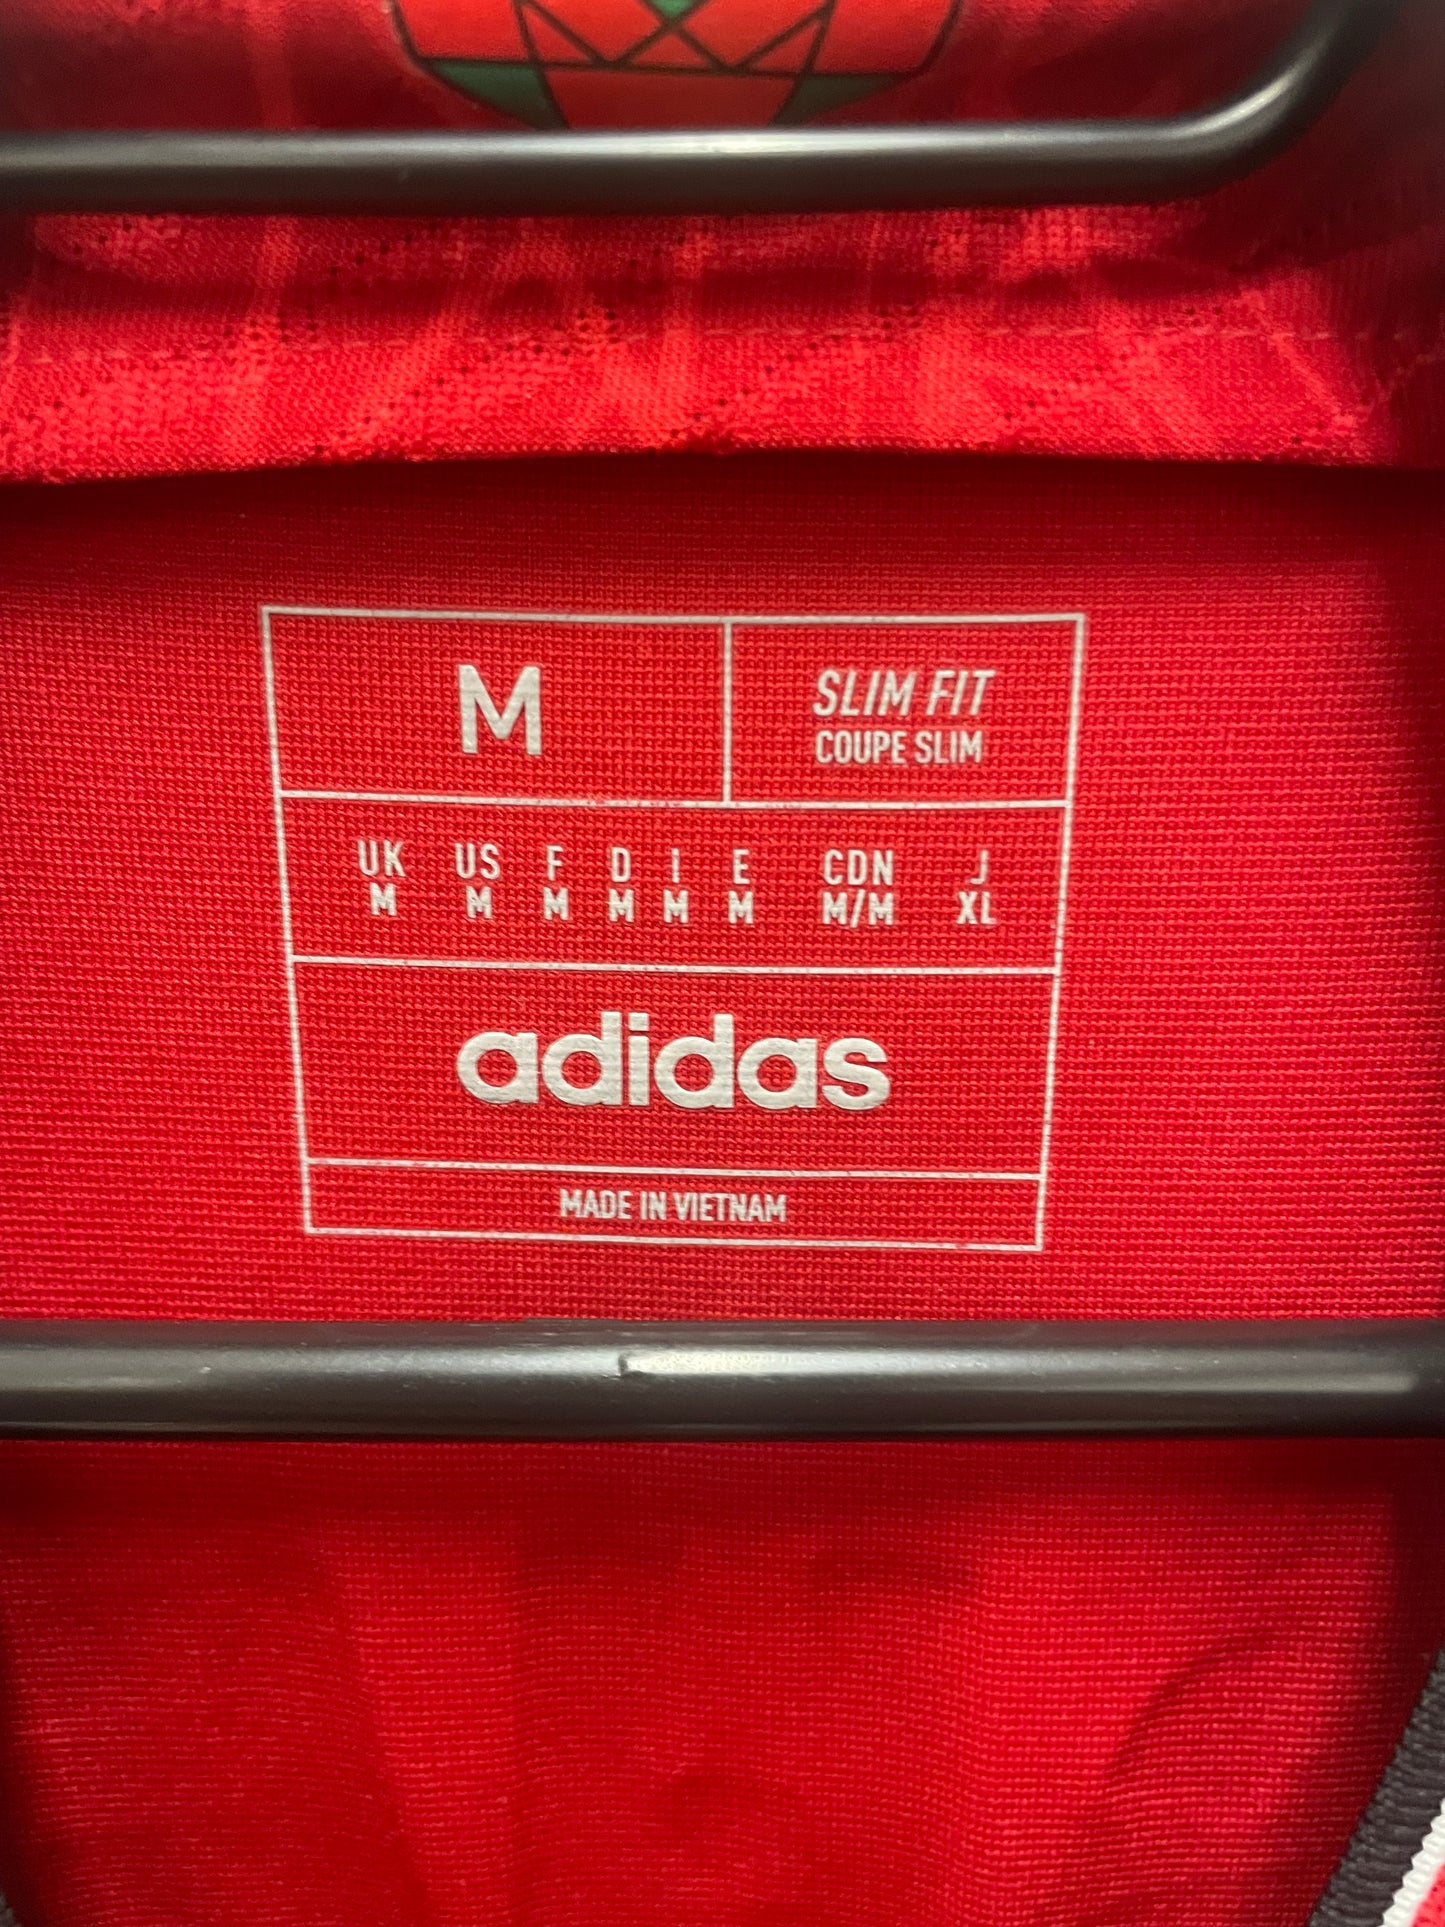 M
SLIM FIT
COUPE SLIM
UK US F D I E CDN J
M M M M M M M/M XL
adidas
MADE IN VIETNAM